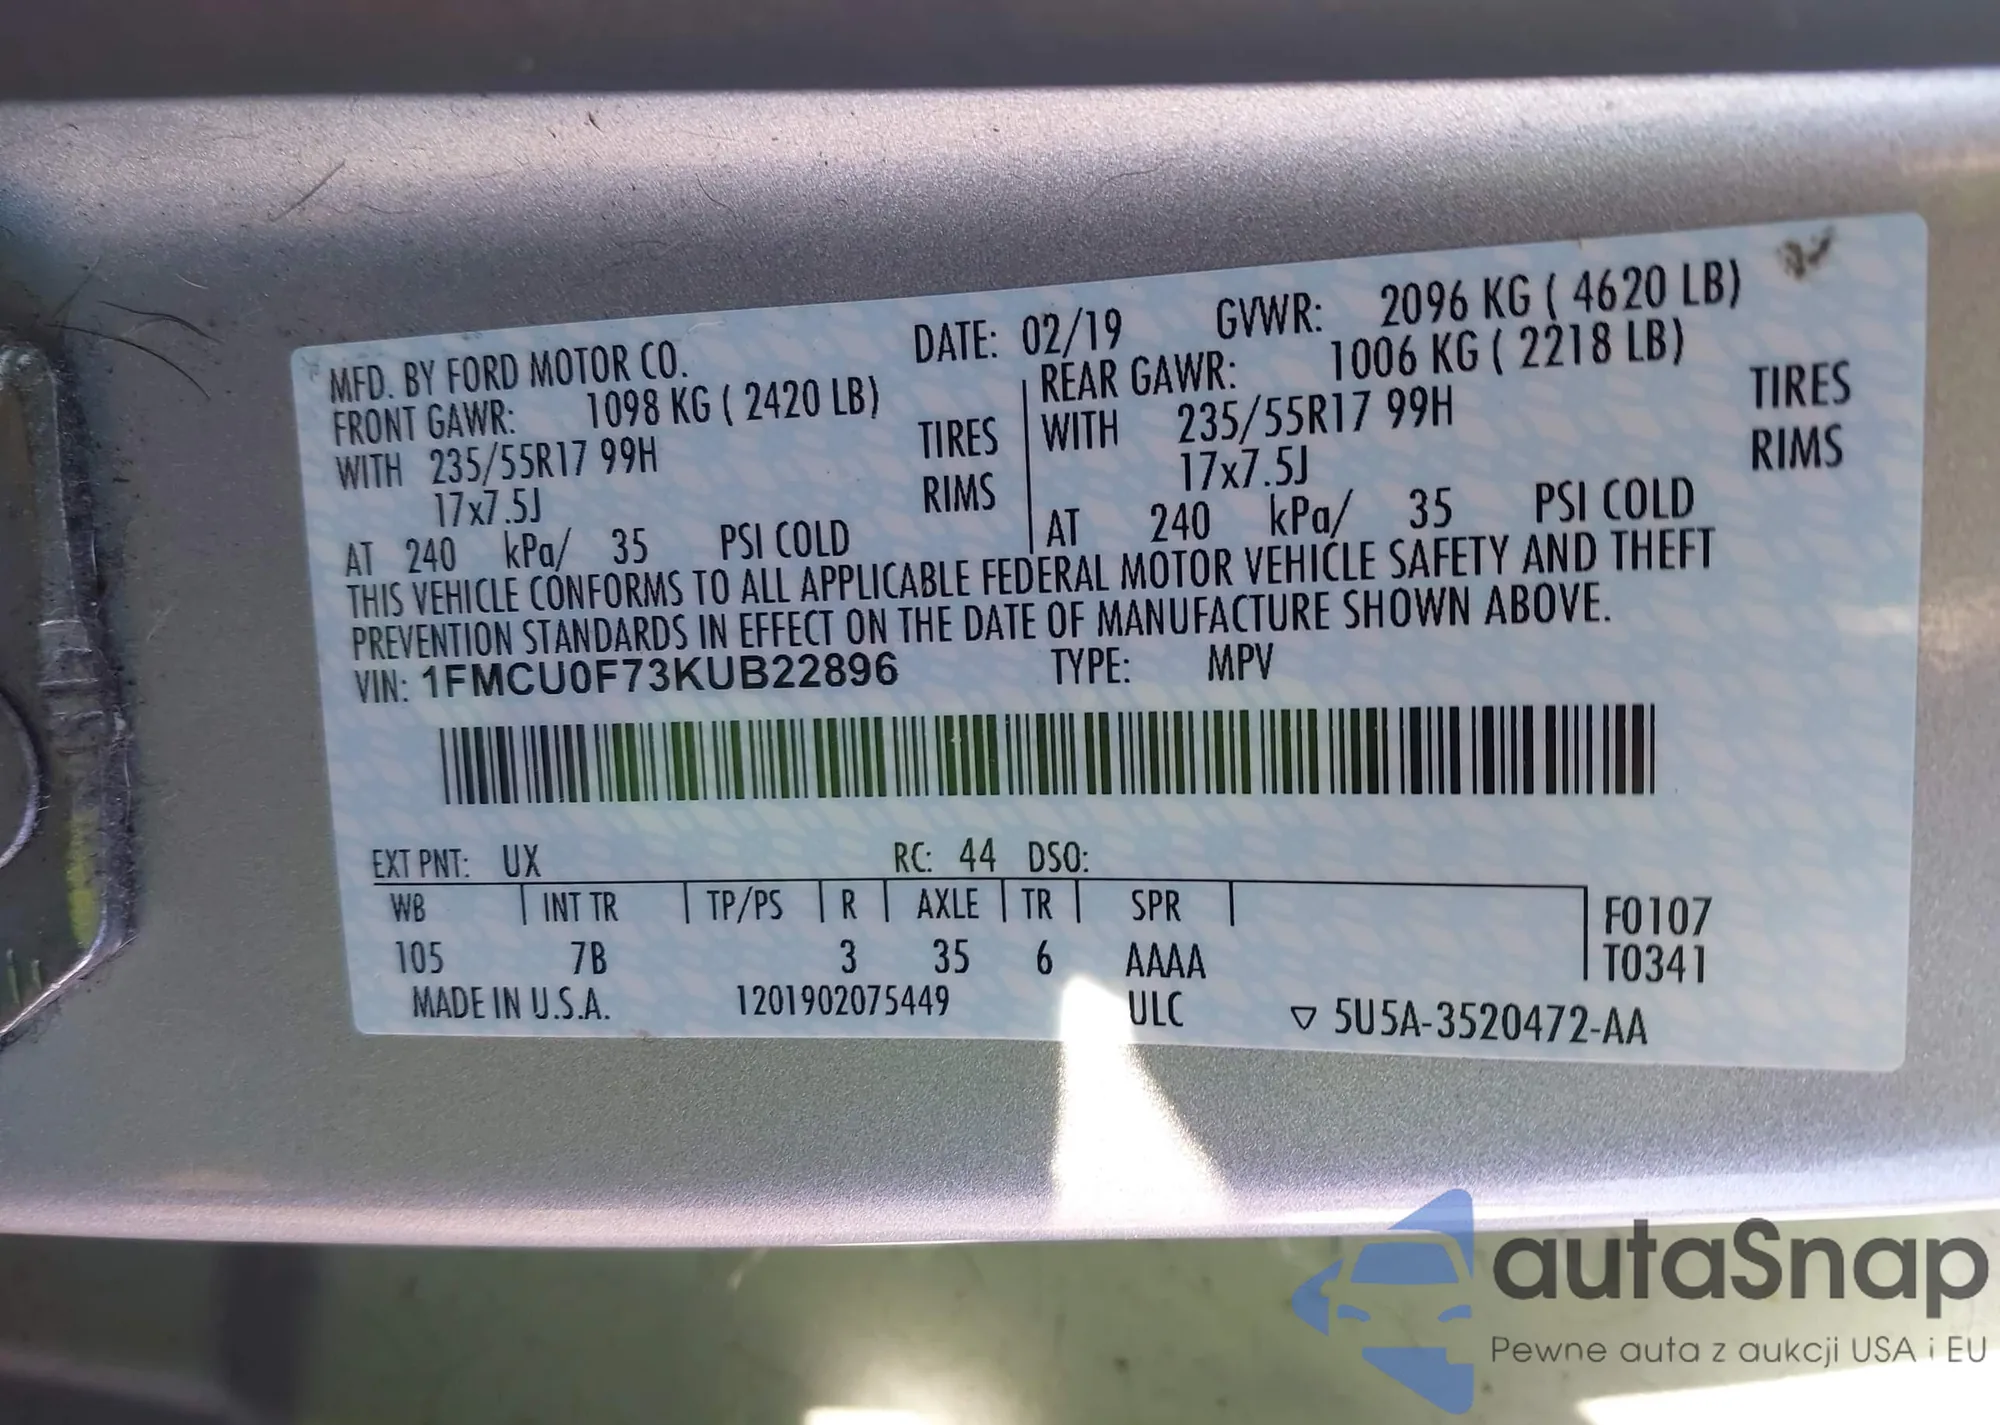 MFD. BY FORD MOTOR CO. DATE: 02/19 GVWR: 2096 KG ( 4620 LB)
FRONT GAWR: 1098 KG ( 2420 LB) REAR GAWR: 1006 KG ( 2218 LB)
WITH 235/55R17 99H TIRES WITH 235/55R17 99H TIRES
17x7.5J RIMS 17x7.5J RIMS
AT 240 kPa/ 35 PSI COLD AT 240 kPa/ 35 PSI COLD
THIS VEHICLE CONFORMS TO ALL APPLICABLE FEDERAL MOTOR VEHICLE SAFETY AND THEFT
PREVENTION STANDARDS IN EFFECT ON THE DATE OF MANUFACTURE SHOWN ABOVE.
VIN: 1FMCU0F73KUB22896 TYPE: MPV
EXT PNT: UX RC: 44 DSO:
WB INT TR TP/PS R AXLE TR SPR F0107
105 7B 3 35 6 AAAA T0341
MADE IN U.S.A. 1201902075449 ULC ▽ 5U5A-3520472-AA
autaSnap
Pewne auta z aukcji USA i EU